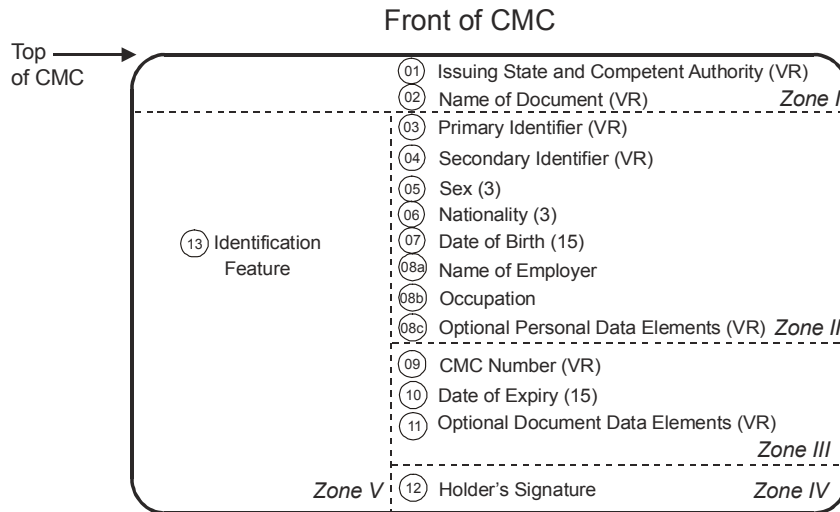 Front of CMC
Top
of CMC
01 Issuing State and Competent Authority (VR)
02 Name of Document (VR) Zone I
03 Primary Identifier (VR)
04 Secondary Identifier (VR)
05 Sex (3)
06 Nationality (3)
07 Date of Birth (15)
13 Identification
Feature
08a Name of Employer
08b Occupation
08c Optional Personal Data Elements (VR) Zone II
09 CMC Number (VR)
10 Date of Expiry (15)
11 Optional Document Data Elements (VR)
Zone III
Zone V 12 Holder's Signature Zone IV